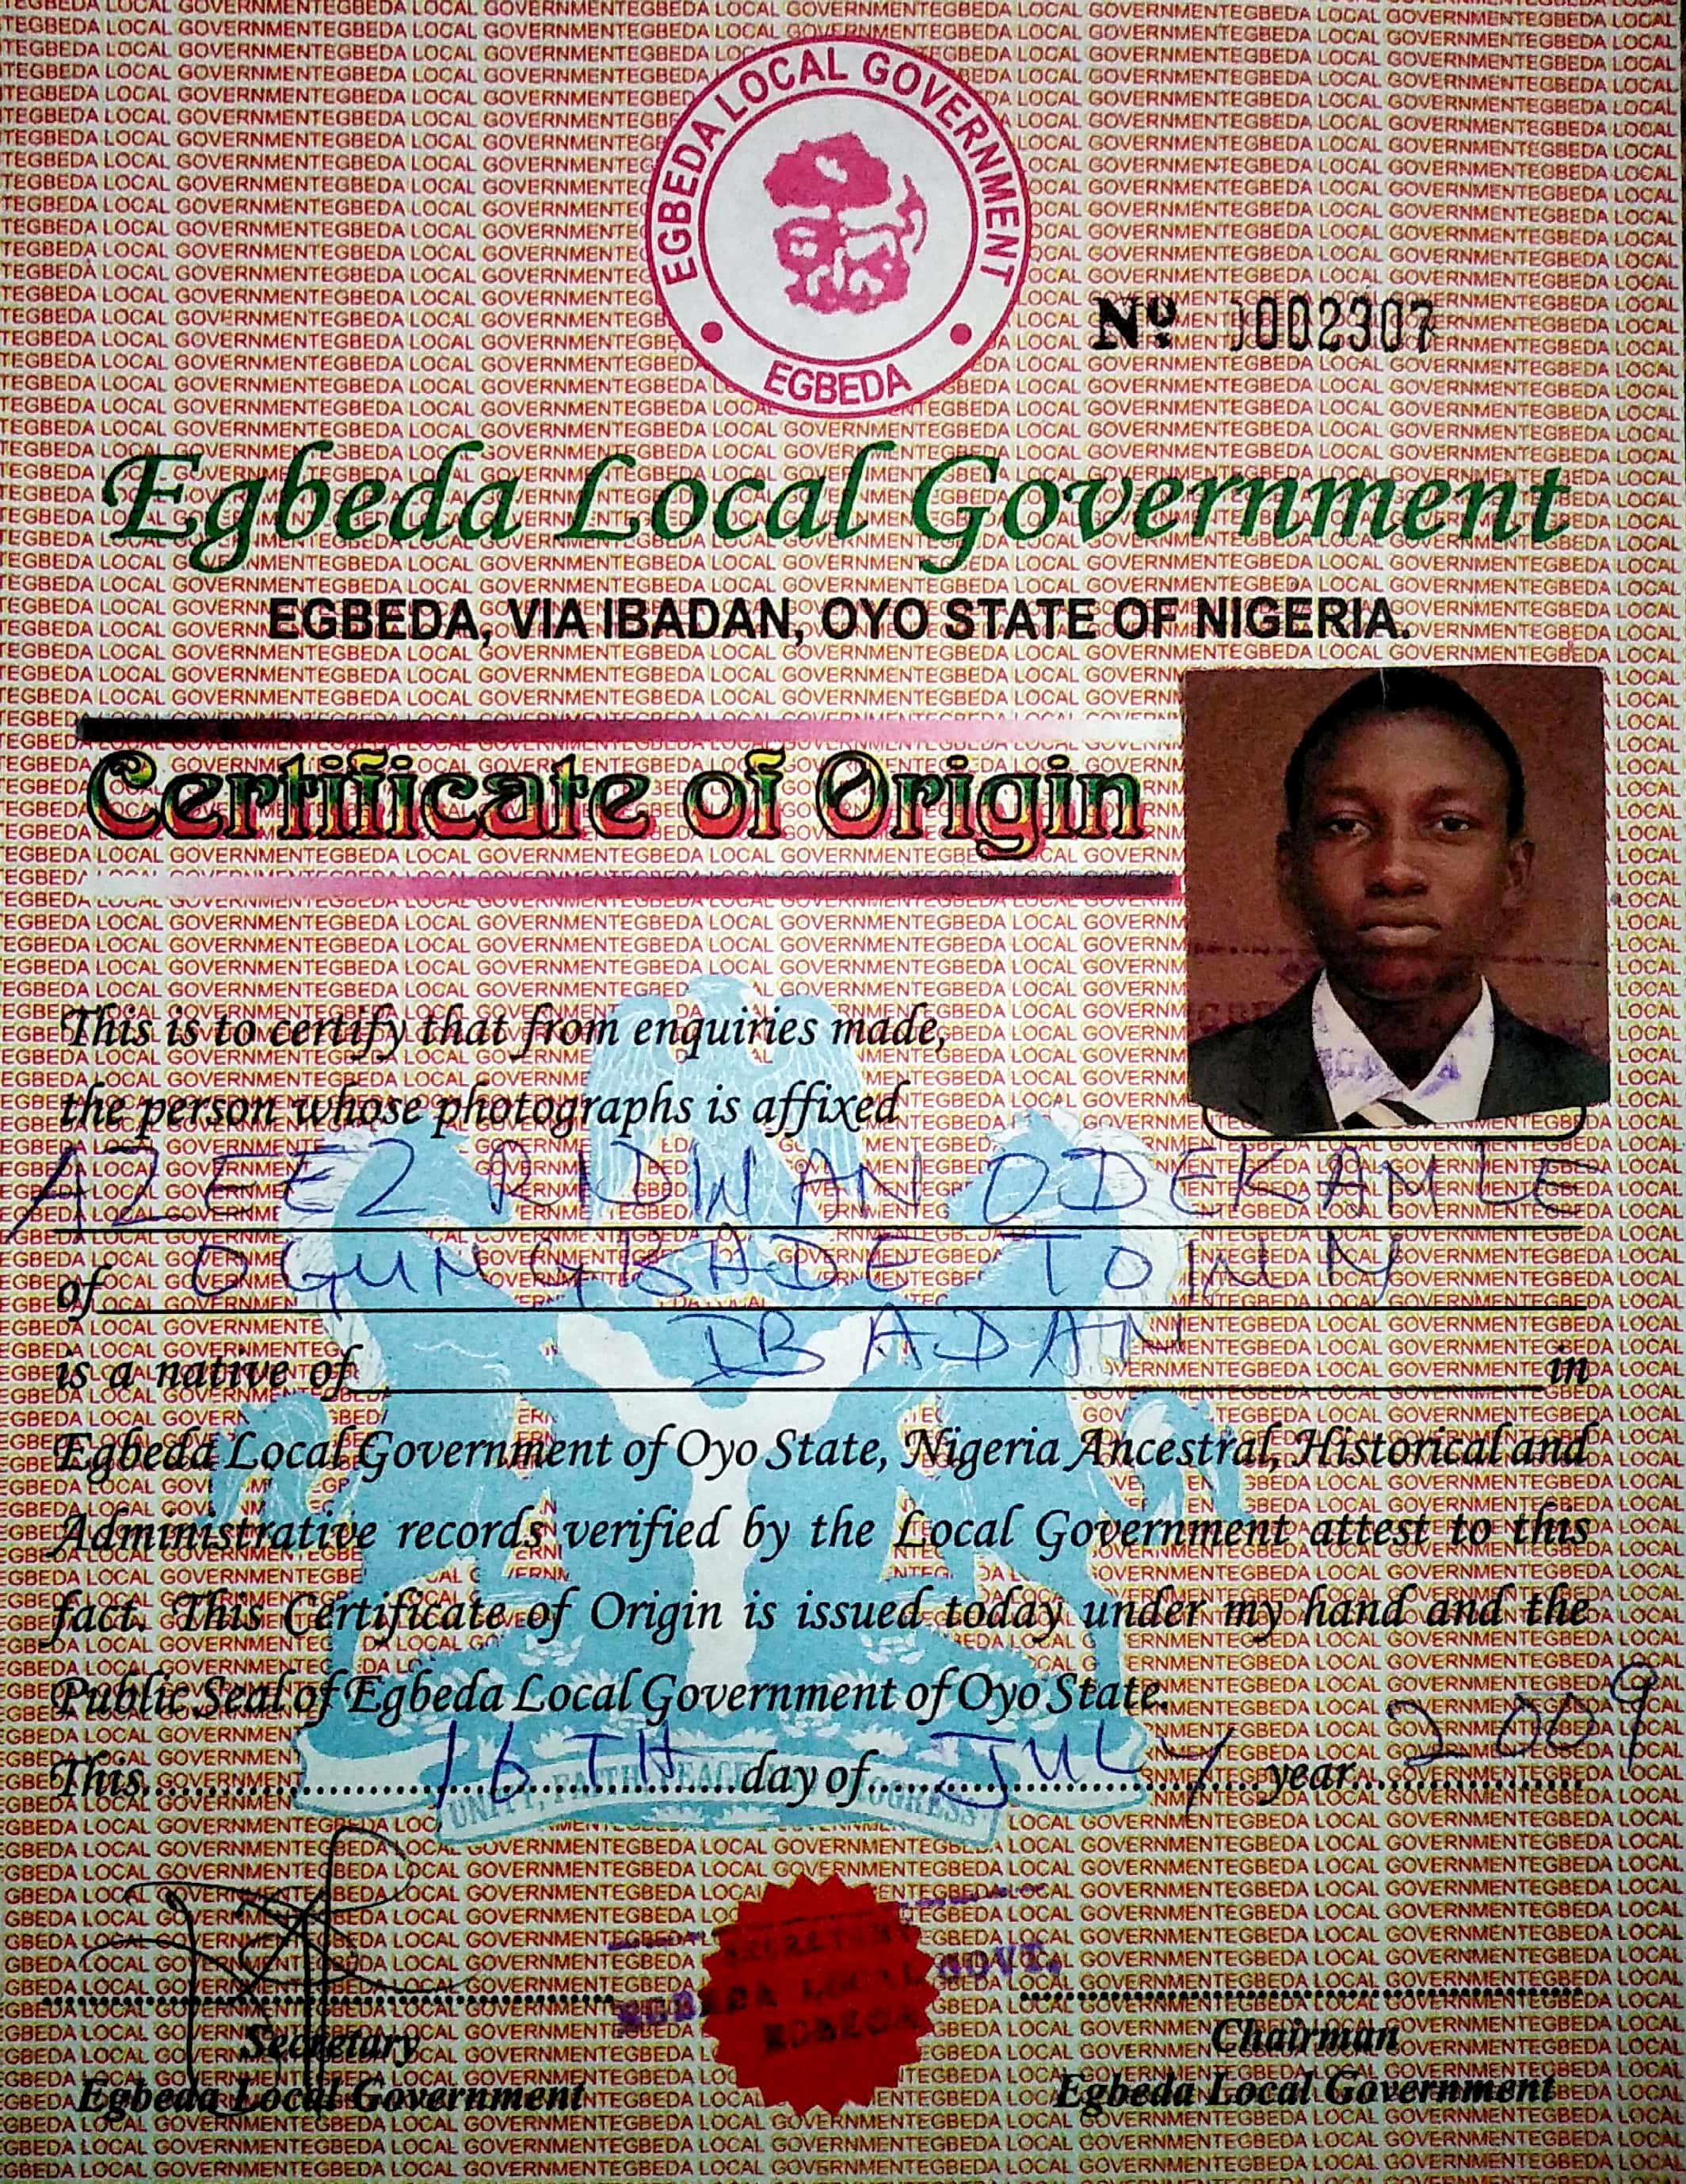 EGBEDA LOCAL GOVERNMENT
EGBEDA
Nº 0002307
Egbeda Local Government
EGBEDA, VIA IBADAN, OYO STATE OF NIGERIA.
Certificate of Origin
This is to certify that from enquiries made,
the person whose photographs is affixed
AZEEZ RIDWAN ODEKANLE
of OGUNGBADE TOWN
is a native of IBADAN in
Egbeda Local Government of Oyo State, Nigeria Ancestral, Historical and
Administrative records verified by the Local Government attest to this
fact. This Certificate of Origin is issued today under my hand and the
Public Seal of Egbeda Local Government of Oyo State.
This 16TH day of JULY year 2009
UNITY, FAITH, PEACE PROGRESS
SECRETARY
EGBEDA LOCAL GOVT.
EGBEDA
Secretary
Egbeda Local Government
Chairman
Egbeda Local Government